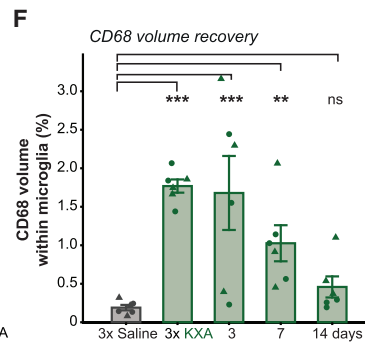 F
CD68 volume recovery
CD68 volume
within microglia (%)
3.0
2.5
2.0
1.5
1.0
0.5
0
*** *** ** ns
A
3x Saline 3x KXA 3 7 14 days